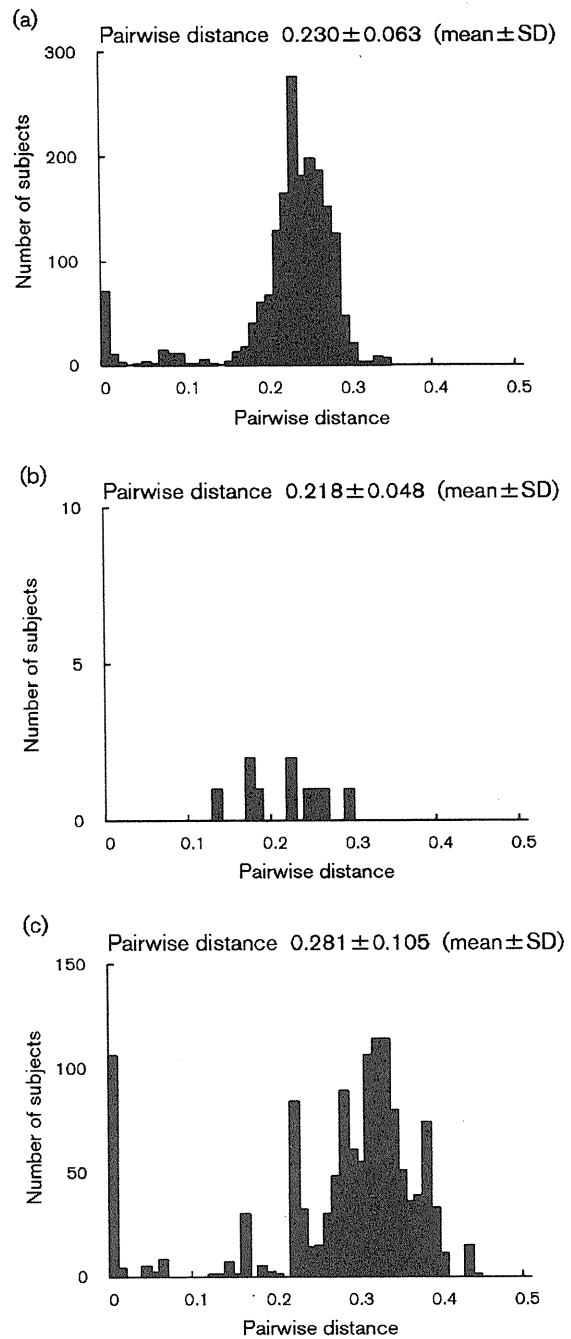 (a)
Pairwise distance 0.230±0.063 (mean±SD)
300
200
100
0
Number of subjects
0 0.1 0.2 0.3 0.4 0.5
Pairwise distance
(b)
Pairwise distance 0.218±0.048 (mean±SD)
10
5
0
Number of subjects
0 0.1 0.2 0.3 0.4 0.5
Pairwise distance
(c)
Pairwise distance 0.281±0.105 (mean±SD)
150
100
50
0
Number of subjects
0 0.1 0.2 0.3 0.4 0.5
Pairwise distance